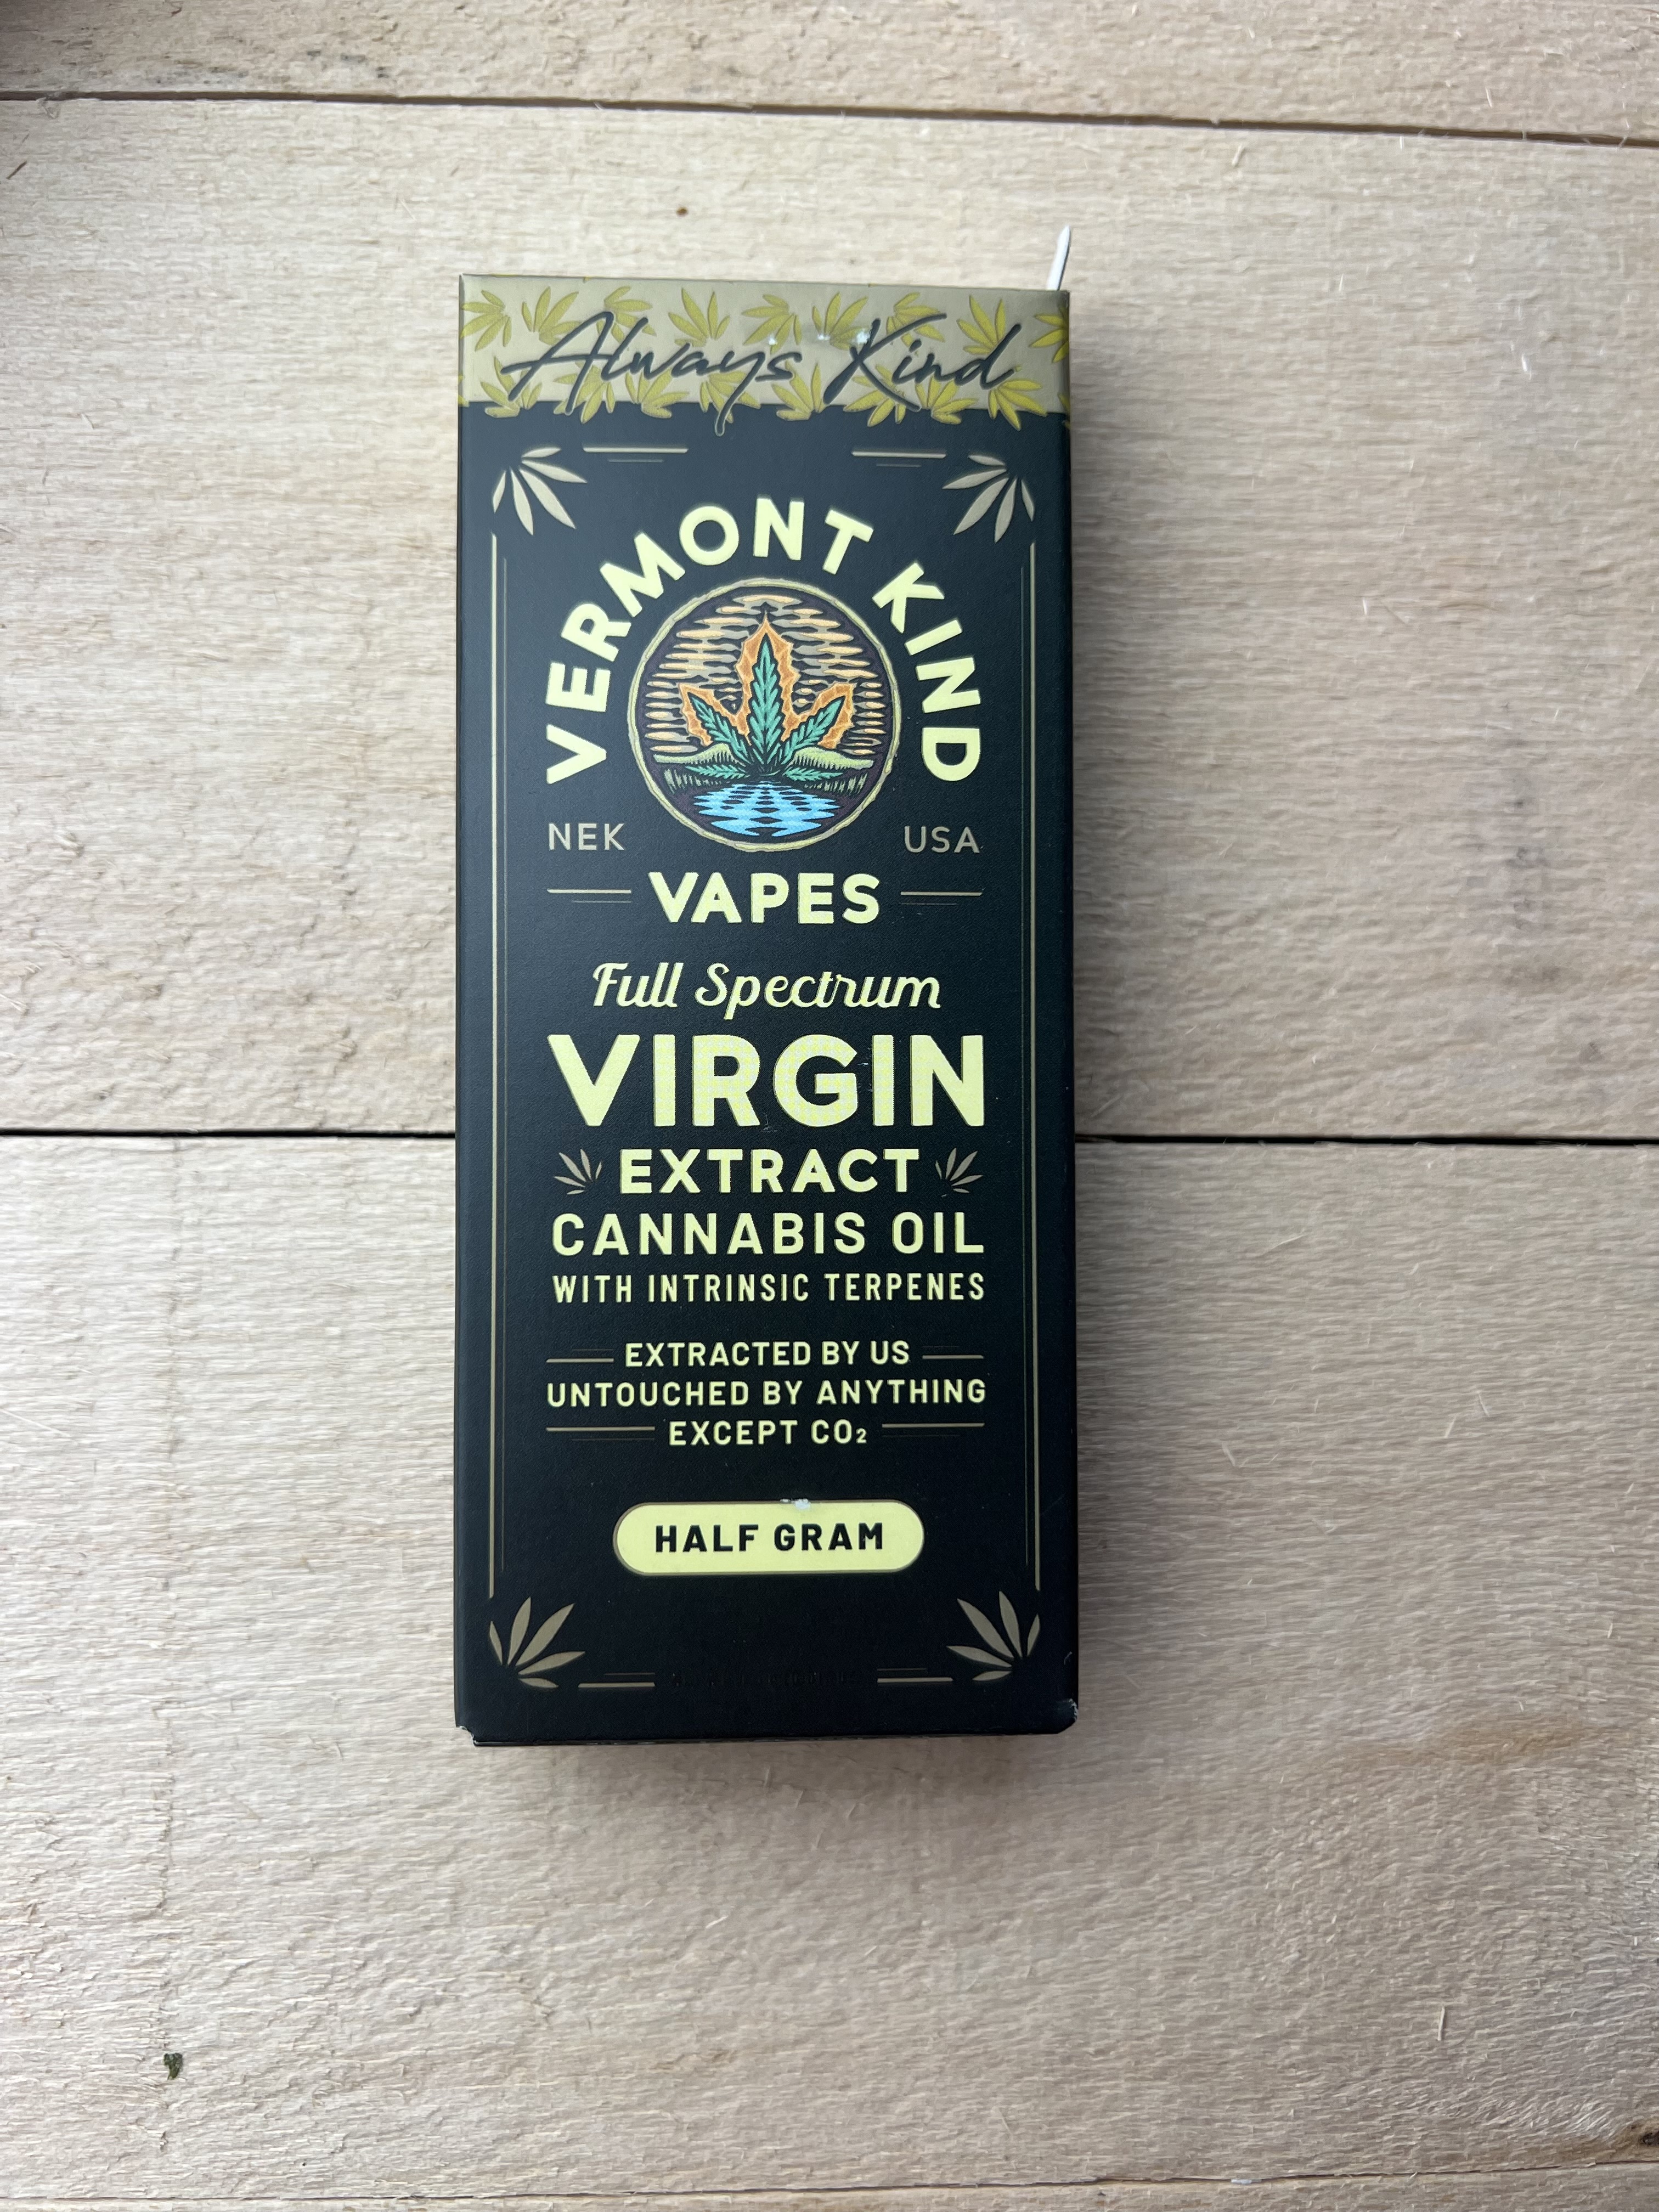 Always Kind
VERMONT KIND
NEK USA
VAPES
Full Spectrum
VIRGIN
EXTRACT
CANNABIS OIL
WITH INTRINSIC TERPENES
EXTRACTED BY US
UNTOUCHED BY ANYTHING
EXCEPT CO₂
HALF GRAM